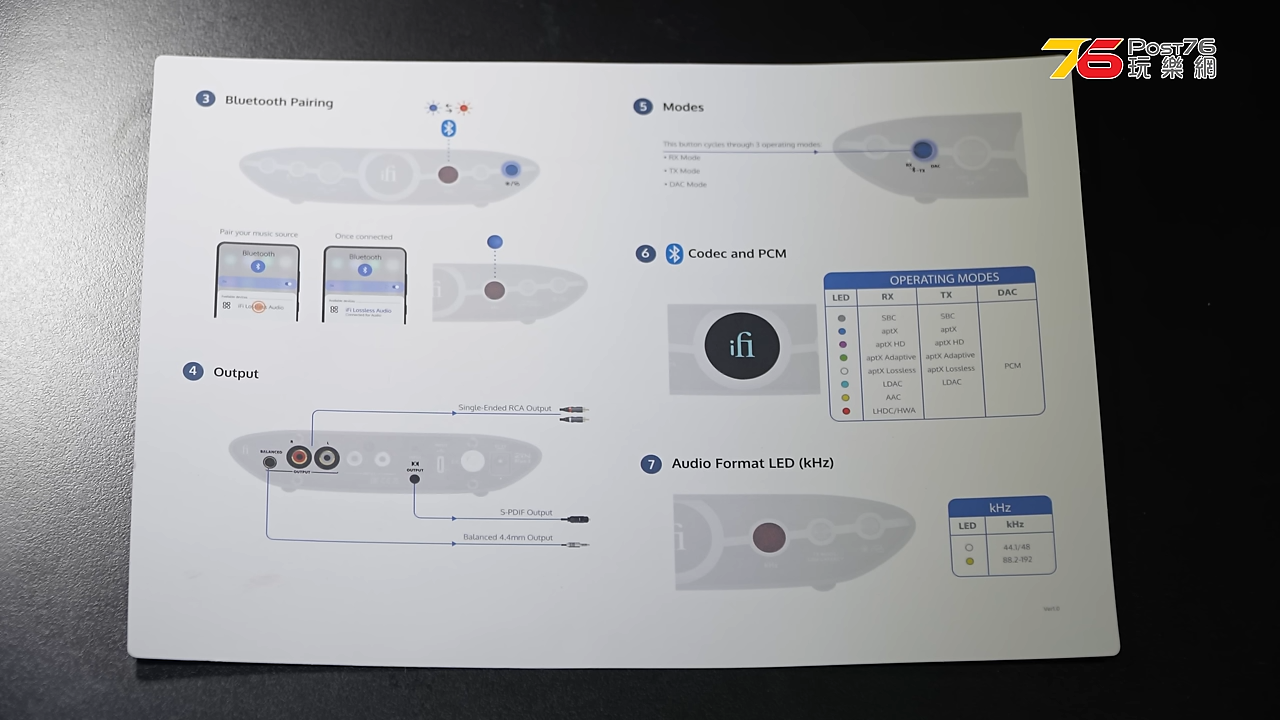 76 Post76
玩樂網
3 Bluetooth Pairing
ifi
Pair your music source
Once connected
Bluetooth
Bluetooth
iFi Lossless Audio
4 Output
Single-Ended RCA Output
BALANCED
R
L
OUTPUT
OUTPUT
S-PDIF Output
Balanced 4.4mm Output
5 Modes
This button cycles through 3 operating modes:
• RX Mode
• TX Mode
• DAC Mode
RX
TX
DAC
6 Codec and PCM
ifi
OPERATING MODES
LED RX TX DAC
SBC SBC
aptX aptX
aptX HD aptX HD
aptX Adaptive aptX Adaptive
aptX Lossless aptX Lossless PCM
LDAC LDAC
AAC
LHDC/HWA
7 Audio Format LED (kHz)
kHz
LED kHz
44.1/48
88.2-192